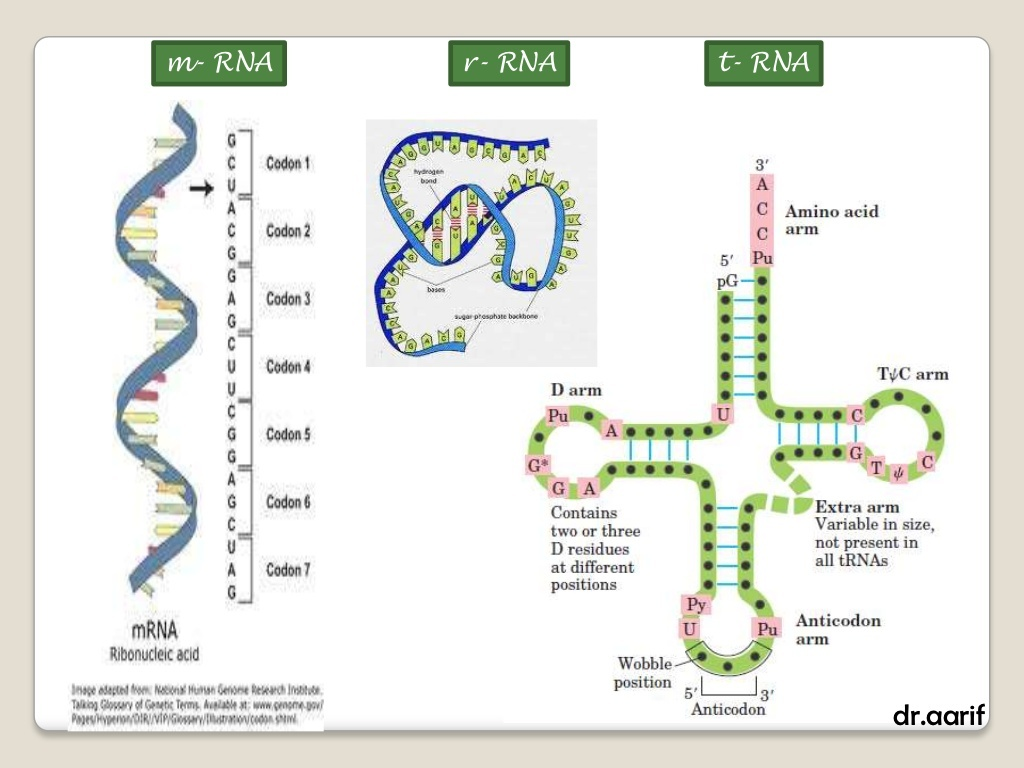 m- RNA
r- RNA
t- RNA
G
C
U
Codon 1
A
C
G
Codon 2
G
A
G
Codon 3
C
U
U
Codon 4
C
G
G
Codon 5
A
G
C
Codon 6
U
A
G
Codon 7
mRNA
Ribonucleic acid
Image adapted from: National Human Genome Research Institute.
Talking Glossary of Genetic Terms. Available at: www.genome.gov/
Pages/Hyperion/DIR//VIP/Glossary/Illustration/codon.shtml.
hydrogen
bond
bases
sugar-phosphate backbone
3′
A
C
C
Pu
Amino acid
arm
5′
pG
TψC arm
C
G
T
ψ
C
D arm
Pu
A
U
G*
G
A
Contains
two or three
D residues
at different
positions
Extra arm
Variable in size,
not present in
all tRNAs
Py
U
Pu
Anticodon
arm
Wobble
position
5′
3′
Anticodon
dr.aarif